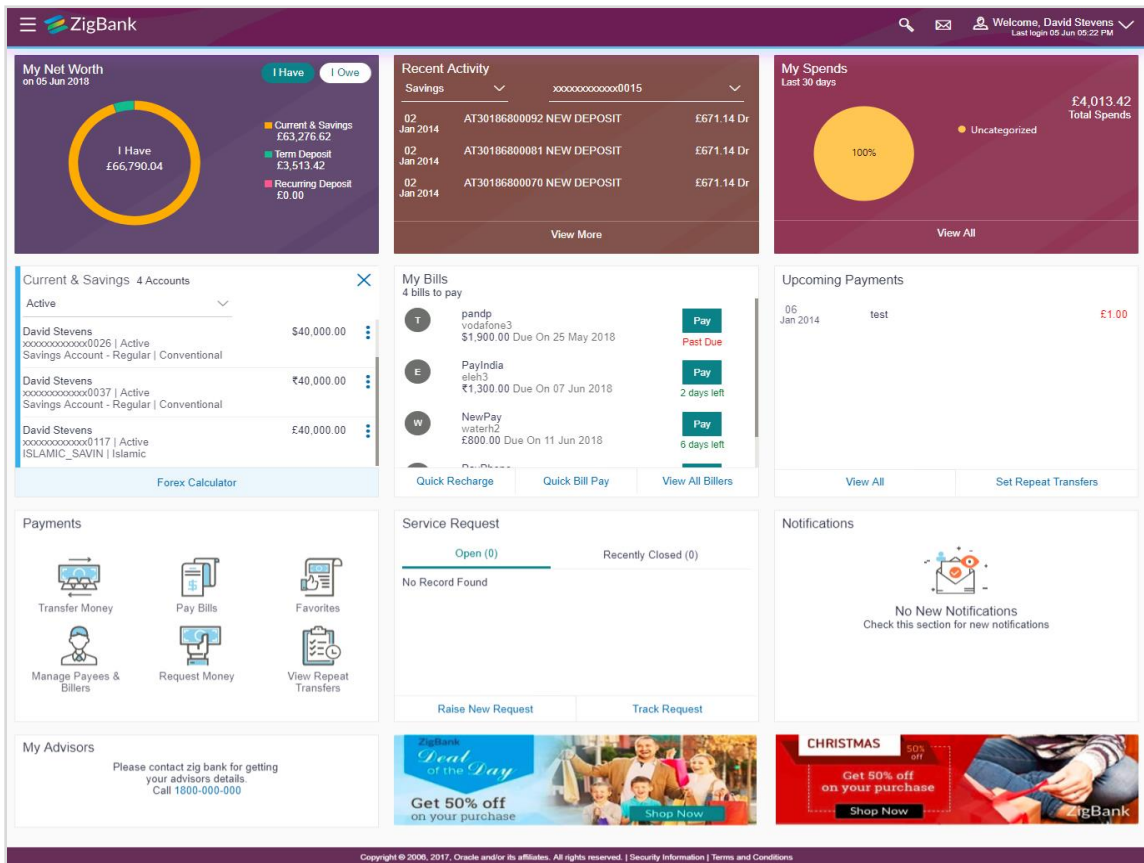 ZigBank
Welcome, David Stevens
Last login 05 Jun 05:22 PM
My Net Worth
on 05 Jun 2018
I Have
I Owe
I Have
£66,790.04
Current & Savings
£63,276.62
Term Deposit
£3,513.42
Recurring Deposit
£0.00
Recent Activity
Savings
xxxxxxxxxxxx0015
02
Jan 2014
AT30186800092 NEW DEPOSIT
£671.14 Dr
02
Jan 2014
AT30186800081 NEW DEPOSIT
£671.14 Dr
02
Jan 2014
AT30186800070 NEW DEPOSIT
£671.14 Dr
View More
My Spends
Last 30 days
£4,013.42
Total Spends
100%
Uncategorized
View All
Current & Savings 4 Accounts
Active
David Stevens
$40,000.00
xxxxxxxxxxxx0026 | Active
Savings Account - Regular | Conventional
David Stevens
₹40,000.00
xxxxxxxxxxxx0037 | Active
Savings Account - Regular | Conventional
David Stevens
£40,000.00
xxxxxxxxxxxx0117 | Active
ISLAMIC_SAVIN | Islamic
Forex Calculator
My Bills
4 bills to pay
T
pandp
vodafone3
$1,900.00 Due On 25 May 2018
Pay
Past Due
E
PayIndia
eleh3
₹1,300.00 Due On 07 Jun 2018
Pay
2 days left
W
NewPay
waterh2
£800.00 Due On 11 Jun 2018
Pay
6 days left
Quick Recharge
Quick Bill Pay
View All Billers
Upcoming Payments
06
Jan 2014
test
£1.00
View All
Set Repeat Transfers
Payments
Transfer Money
Pay Bills
Favorites
Manage Payees &
Billers
Request Money
View Repeat
Transfers
Service Request
Open (0)
Recently Closed (0)
No Record Found
Raise New Request
Track Request
Notifications
No New Notifications
Check this section for new notifications
My Advisors
Please contact zig bank for getting
your advisors details.
Call 1800-000-000
ZigBank
Deal
of the Day
Get 50% off
on your purchase
Shop Now
CHRISTMAS
50%
off
Get 50% off
on your purchase
Shop Now
ZigBank
Copyright © 2006, 2017, Oracle and/or its affiliates. All rights reserved. | Security Information | Terms and Conditions